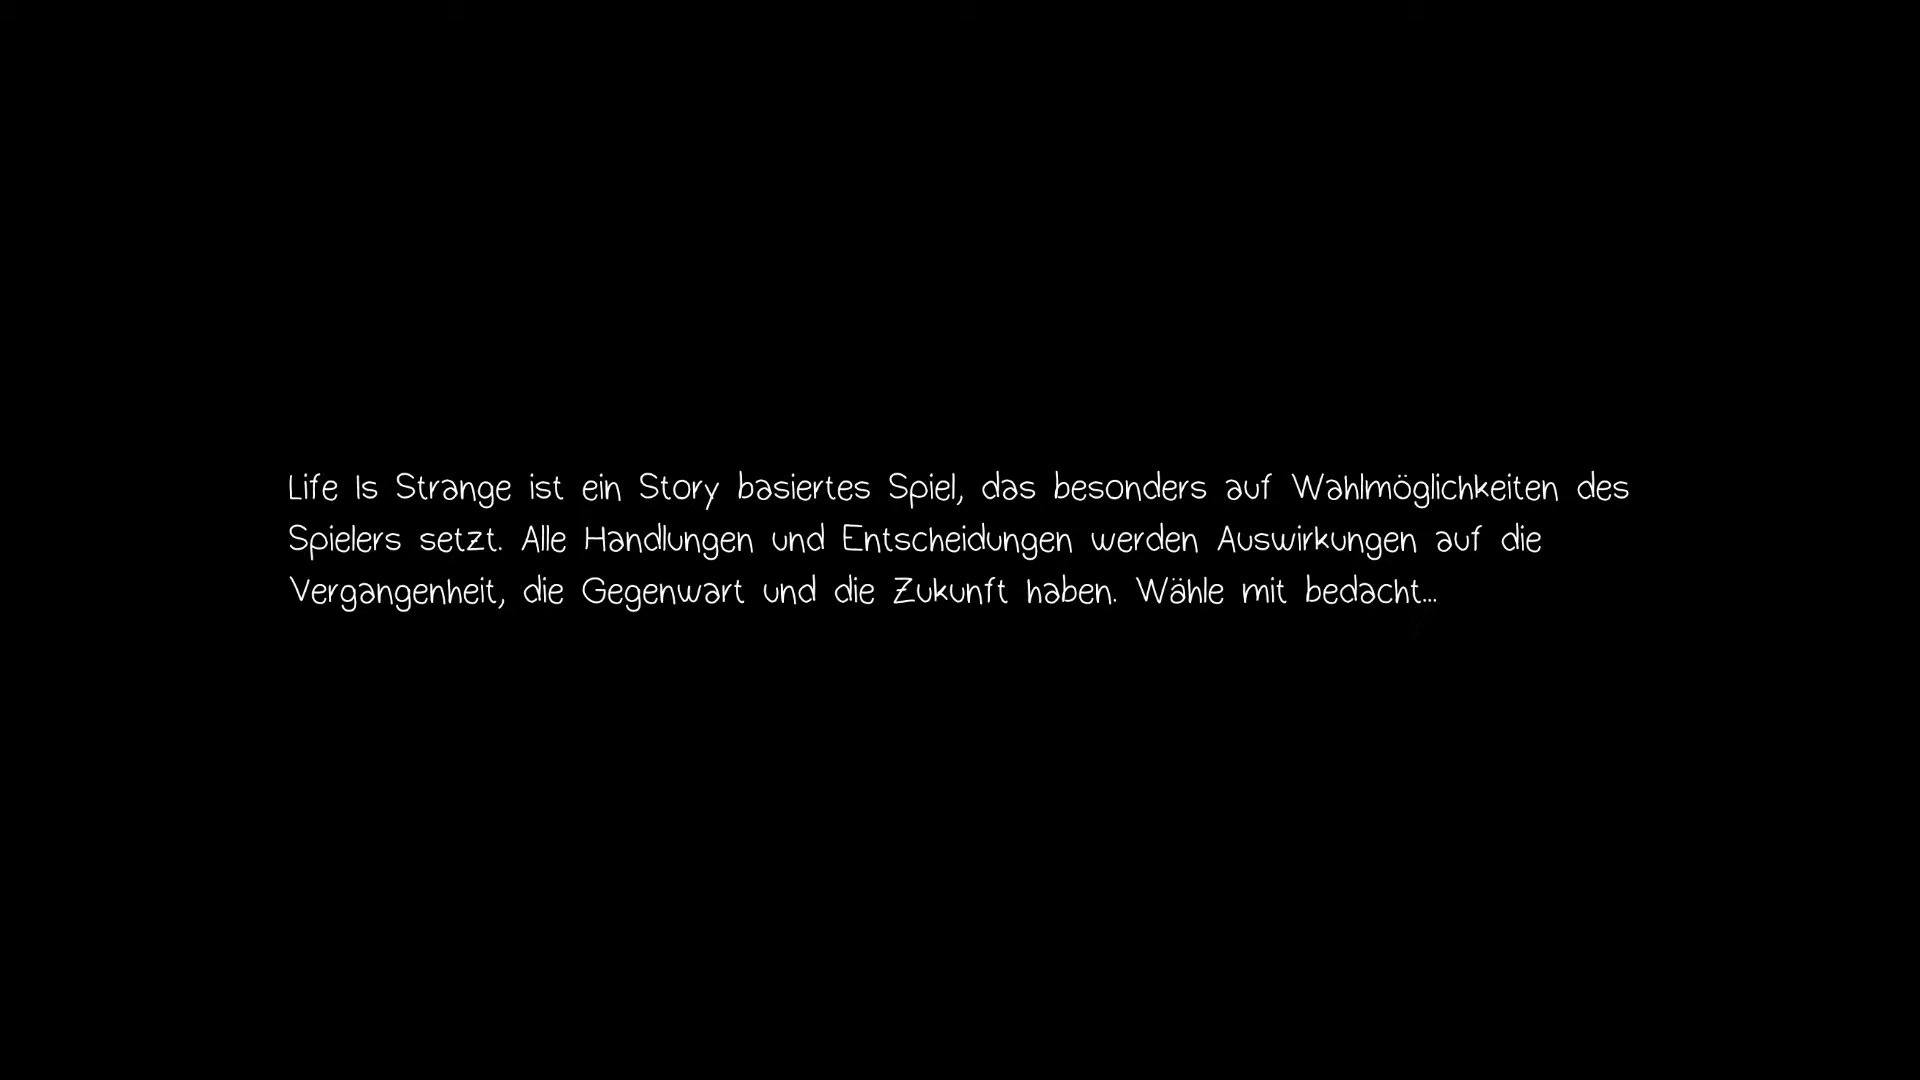 Life Is Strange ist ein Story basiertes Spiel, das besonders auf Wahlmöglichkeiten des
Spielers setzt. Alle Handlungen und Entscheidungen werden Auswirkungen auf die
Vergangenheit, die Gegenwart und die Zukunft haben. Wähle mit bedacht...